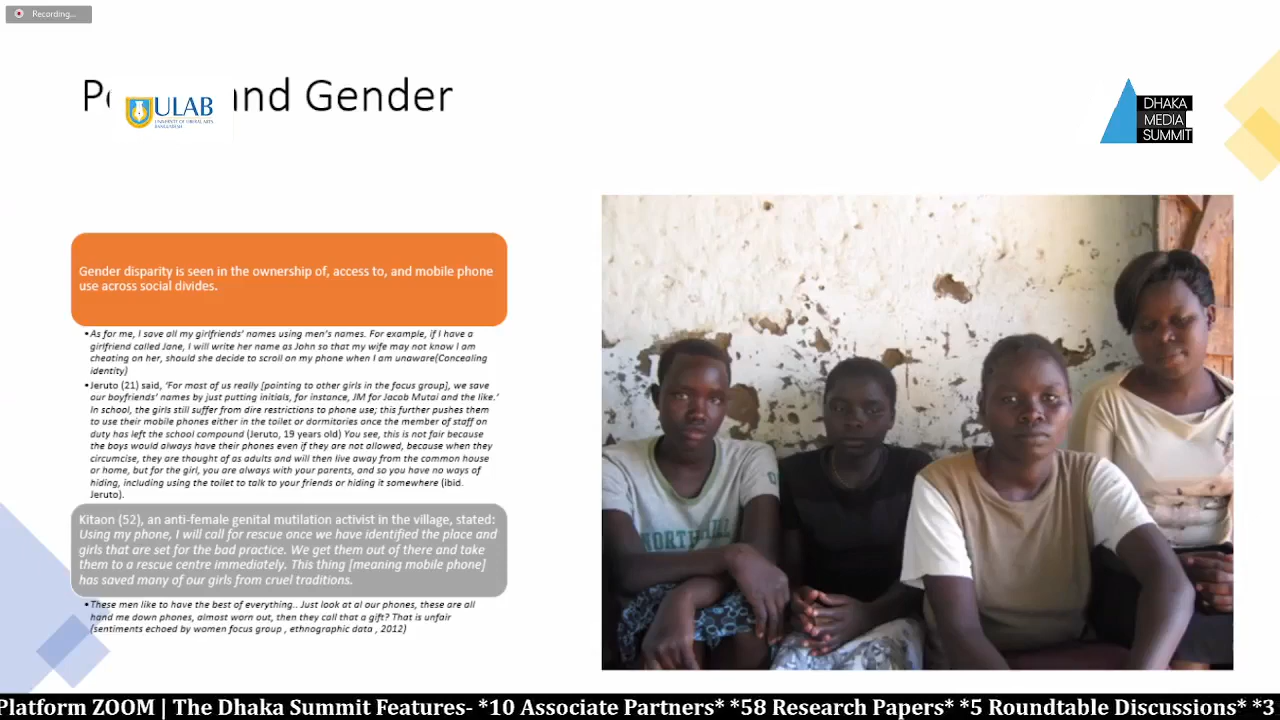 Recording...
Po and Gender
ULAB
UNIVERSITY OF LIBERAL ARTS
BANGLADESH
DHAKA
MEDIA
SUMMIT
Gender disparity is seen in the ownership of, access to, and mobile phone
use across social divides.
•As for me, I save all my girlfriends' names using men's names. For example, if I have a
girlfriend called Jane, I will write her name as John so that my wife may not know I am
cheating on her, should she decide to scroll on my phone when I am unaware(Concealing
identity)
•Jeruto (21) said, 'For most of us really [pointing to other girls in the focus group], we save
our boyfriends' names by just putting initials, for instance, JM for Jacob Mutai and the like.'
In school, the girls still suffer from dire restrictions to phone use; this further pushes them
to use their mobile phones either in the toilet or dormitories once the member of staff on
duty has left the school compound (Jeruto, 19 years old) You see, this is not fair because
the boys would always have their phones even if they are not allowed, because when they
circumcise, they are thought of as adults and will then live away from the common house
or home, but for the girl, you are always with your parents, and so you have no ways of
hiding, including using the toilet to talk to your friends or hiding it somewhere (ibid.
Jeruto).
Kitaon (52), an anti-female genital mutilation activist in the village, stated:
Using my phone, I will call for rescue once we have identified the place and
girls that are set for the bad practice. We get them out of there and take
them to a rescue centre immediately. This thing [meaning mobile phone]
has saved many of our girls from cruel traditions.
•These men like to have the best of everything.. Just look at al our phones, these are all
hand me down phones, almost worn out, then they call that a gift? That is unfair
(sentiments echoed by women focus group , ethnographic data , 2012)
Platform ZOOM | The Dhaka Summit Features- *10 Associate Partners* *58 Research Papers* *5 Roundtable Discussions* *3